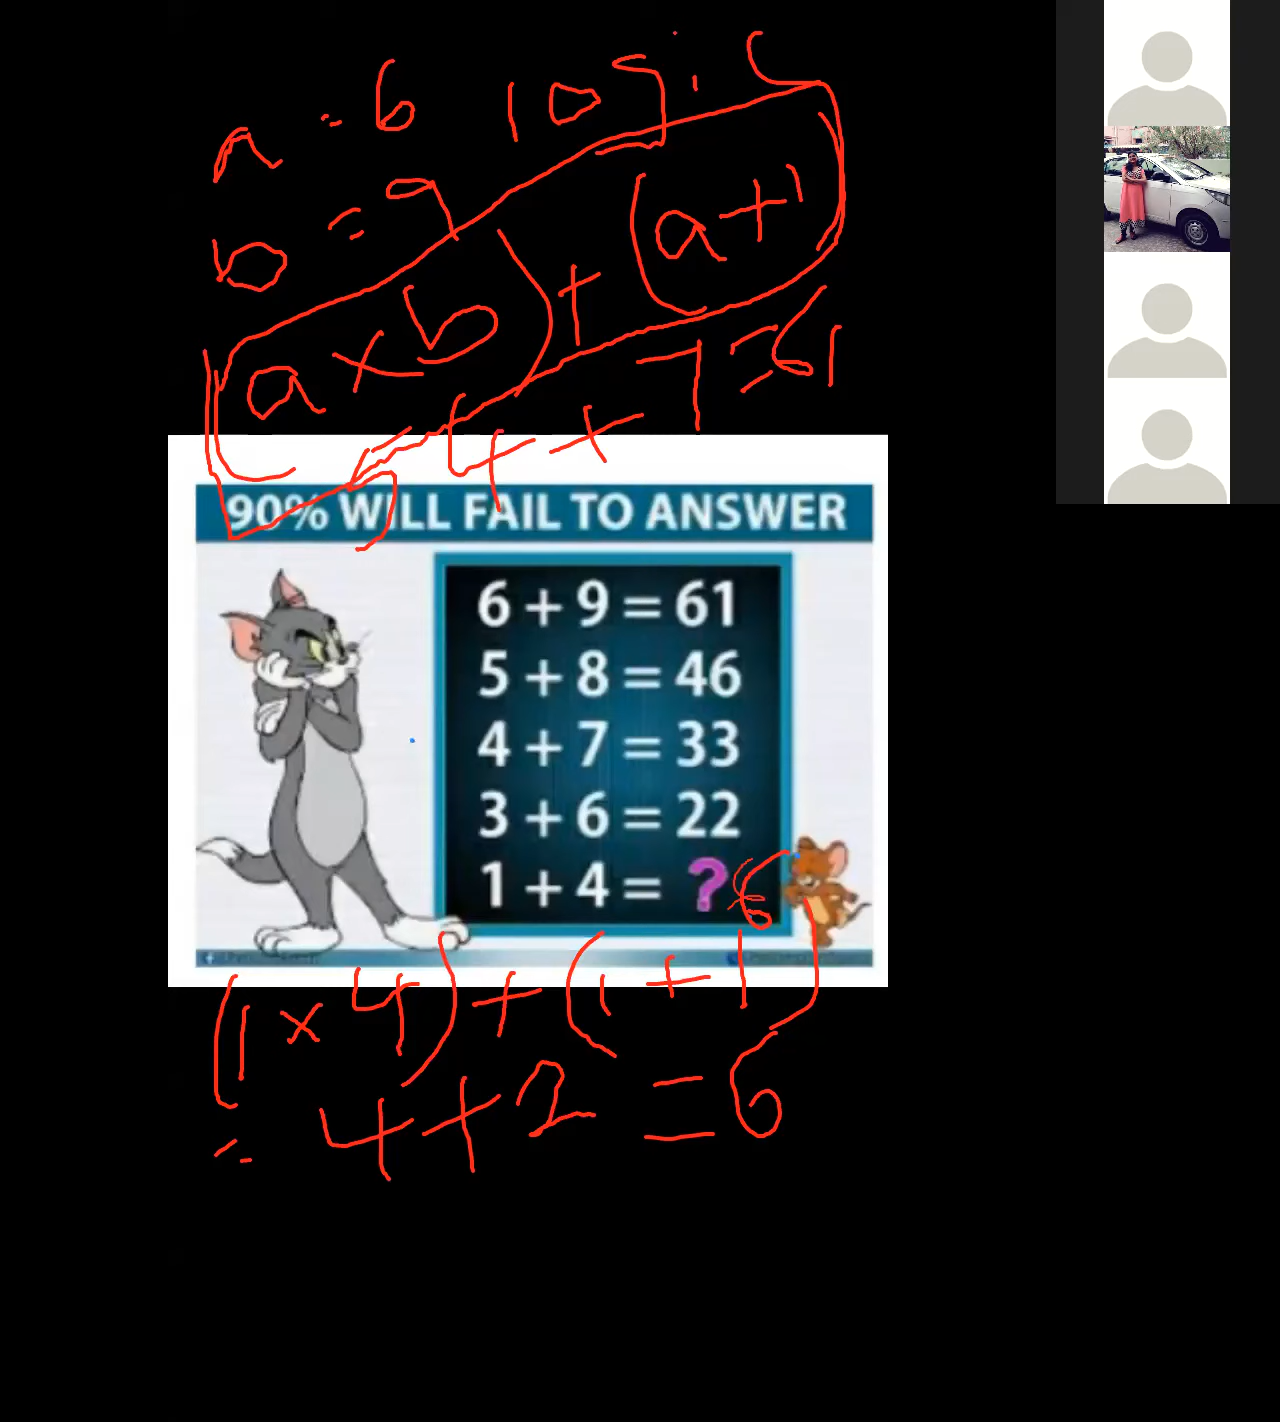 a = 6 logic
b = 9
(a x b) + (a+1)
= 54 + 7 = 61
90% WILL FAIL TO ANSWER
6 + 9 = 61
5 + 8 = 46
4 + 7 = 33
3 + 6 = 22
1 + 4 = ? 6
(1 x 4) + (1 + 1)
= 4 + 2 = 6